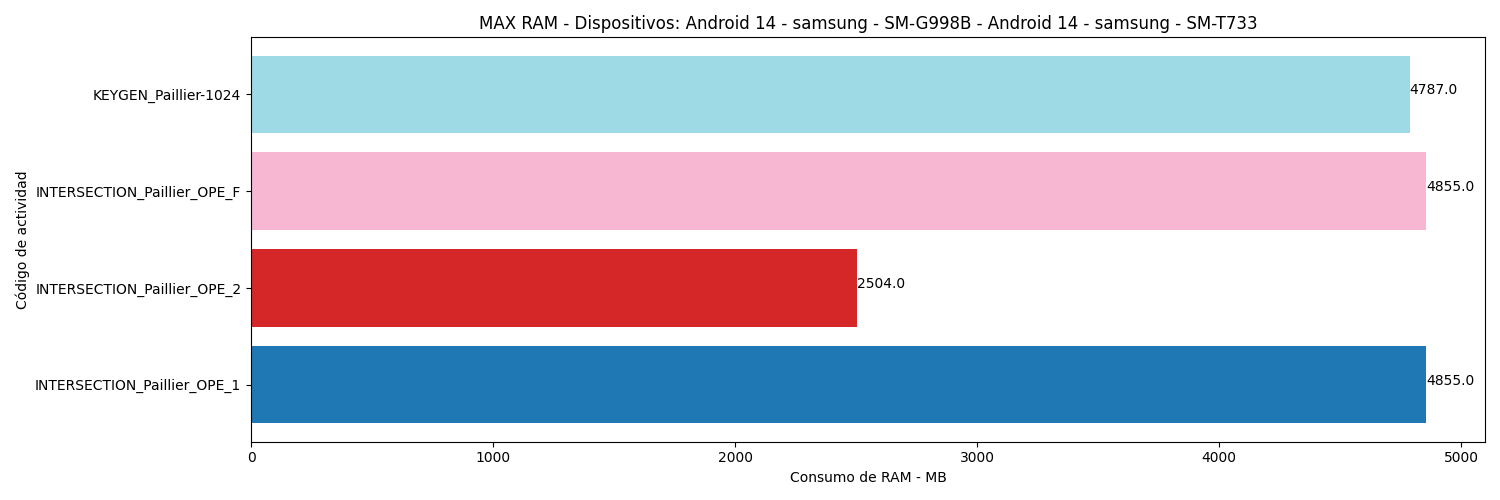 MAX RAM - Dispositivos: Android 14 - samsung - SM-G998B - Android 14 - samsung - SM-T733
Código de actividad
KEYGEN_Paillier-1024
4787.0
INTERSECTION_Paillier_OPE_F
4855.0
INTERSECTION_Paillier_OPE_2
2504.0
INTERSECTION_Paillier_OPE_1
4855.0
0 1000 2000 3000 4000 5000
Consumo de RAM - MB